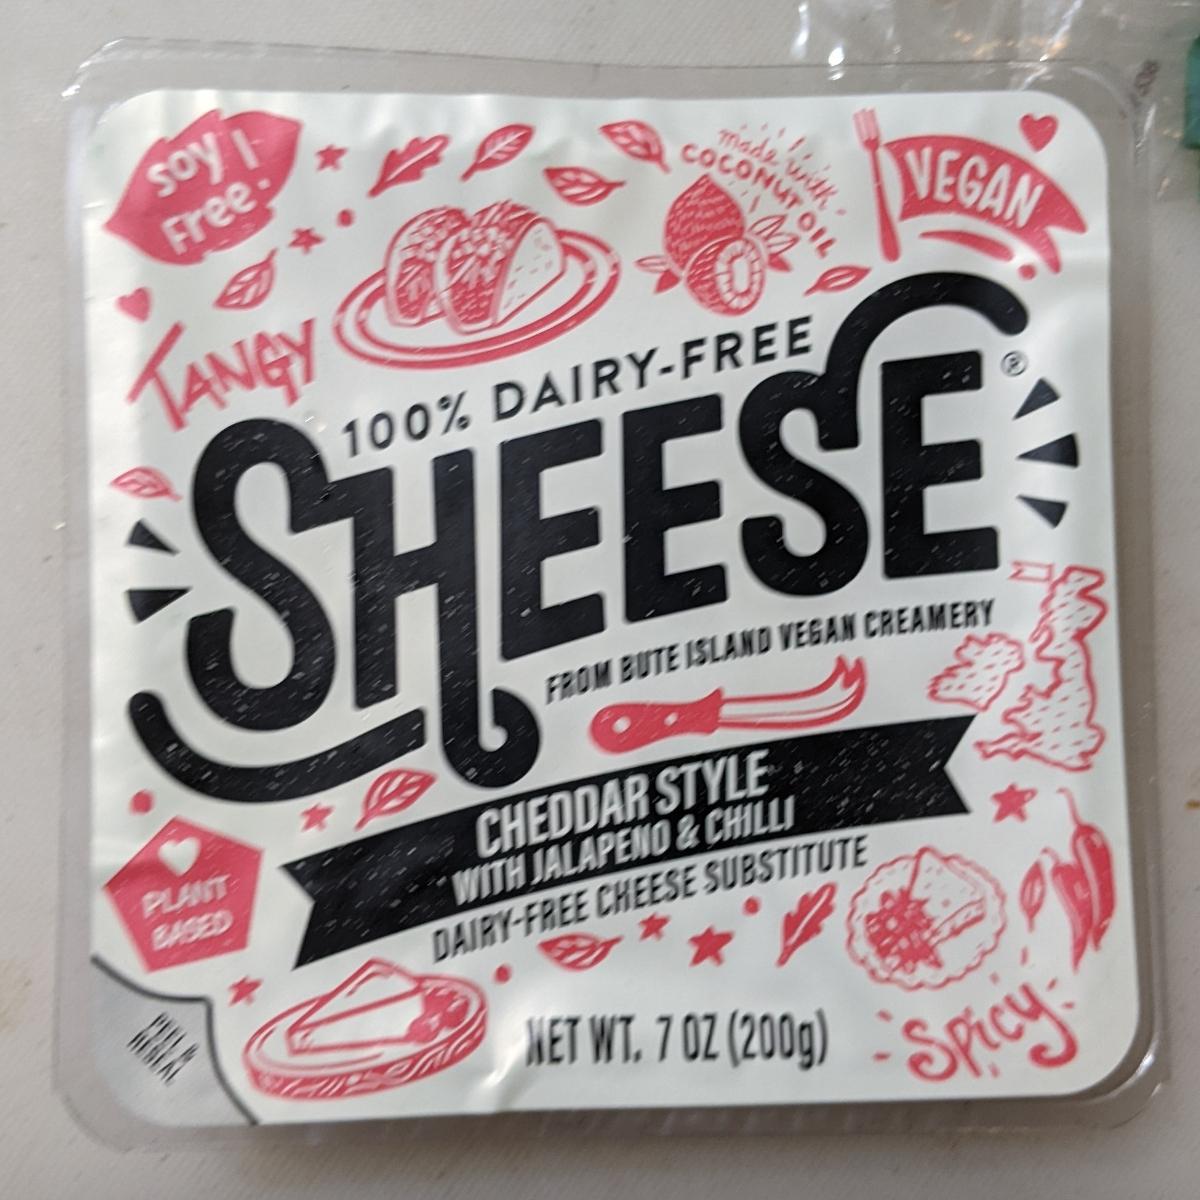 soy
Free!
made with
COCONUT OIL
VEGAN
TANGY
100% DAIRY-FREE
SHEESE®
FROM BUTE ISLAND VEGAN CREAMERY
CHEDDAR STYLE
WITH JALAPENO & CHILLI
DAIRY-FREE CHEESE SUBSTITUTE
PLANT
BASED
NET WT. 7 OZ (200g)
Spicy